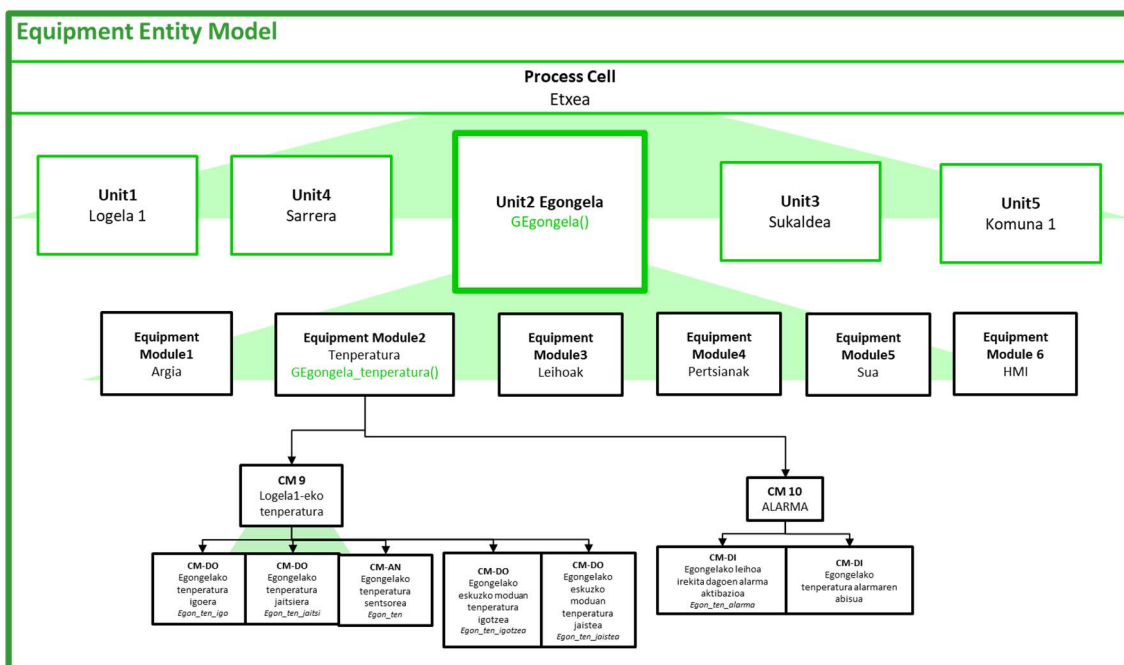 Equipment Entity Model
Process Cell
Etxea
Unit1
Logela 1
Unit4
Sarrera
Unit2 Egongela
GEgongela()
Unit3
Sukaldea
Unit5
Komuna 1
Equipment
Module1
Argia
Equipment Module2
Tenperatura
GEgongela_tenperatura()
Equipment
Module3
Leihoak
Equipment
Module4
Pertsianak
Equipment
Module5
Sua
Equipment
Module 6
HMI
CM 9
Logela1-eko
tenperatura
CM 10
ALARMA
CM-DO
Egongelako
tenperatura
igoera
Egon_ten_igo
CM-DO
Egongelako
tenperatura
jaitsiera
Egon_ten_jaitsi
CM-AN
Egongelako
tenperatura
sentsorea
Egon_ten
CM-DO
Egongelako
eskuzko moduan
tenperatura
igotzea
Egon_ten_igotzea
CM-DO
Egongelako
eskuzko
moduan
tenperatura
jaistea
Egon_ten_jaistea
CM-DI
Egongelako leihoa
irekita dagoen alarma
aktibazioa
Egon_ten_alarma
CM-DI
Egongelako
tenperatura alarmaren
abisua